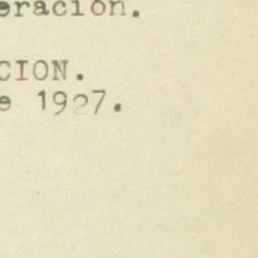 eración.
CION.
e 1927.